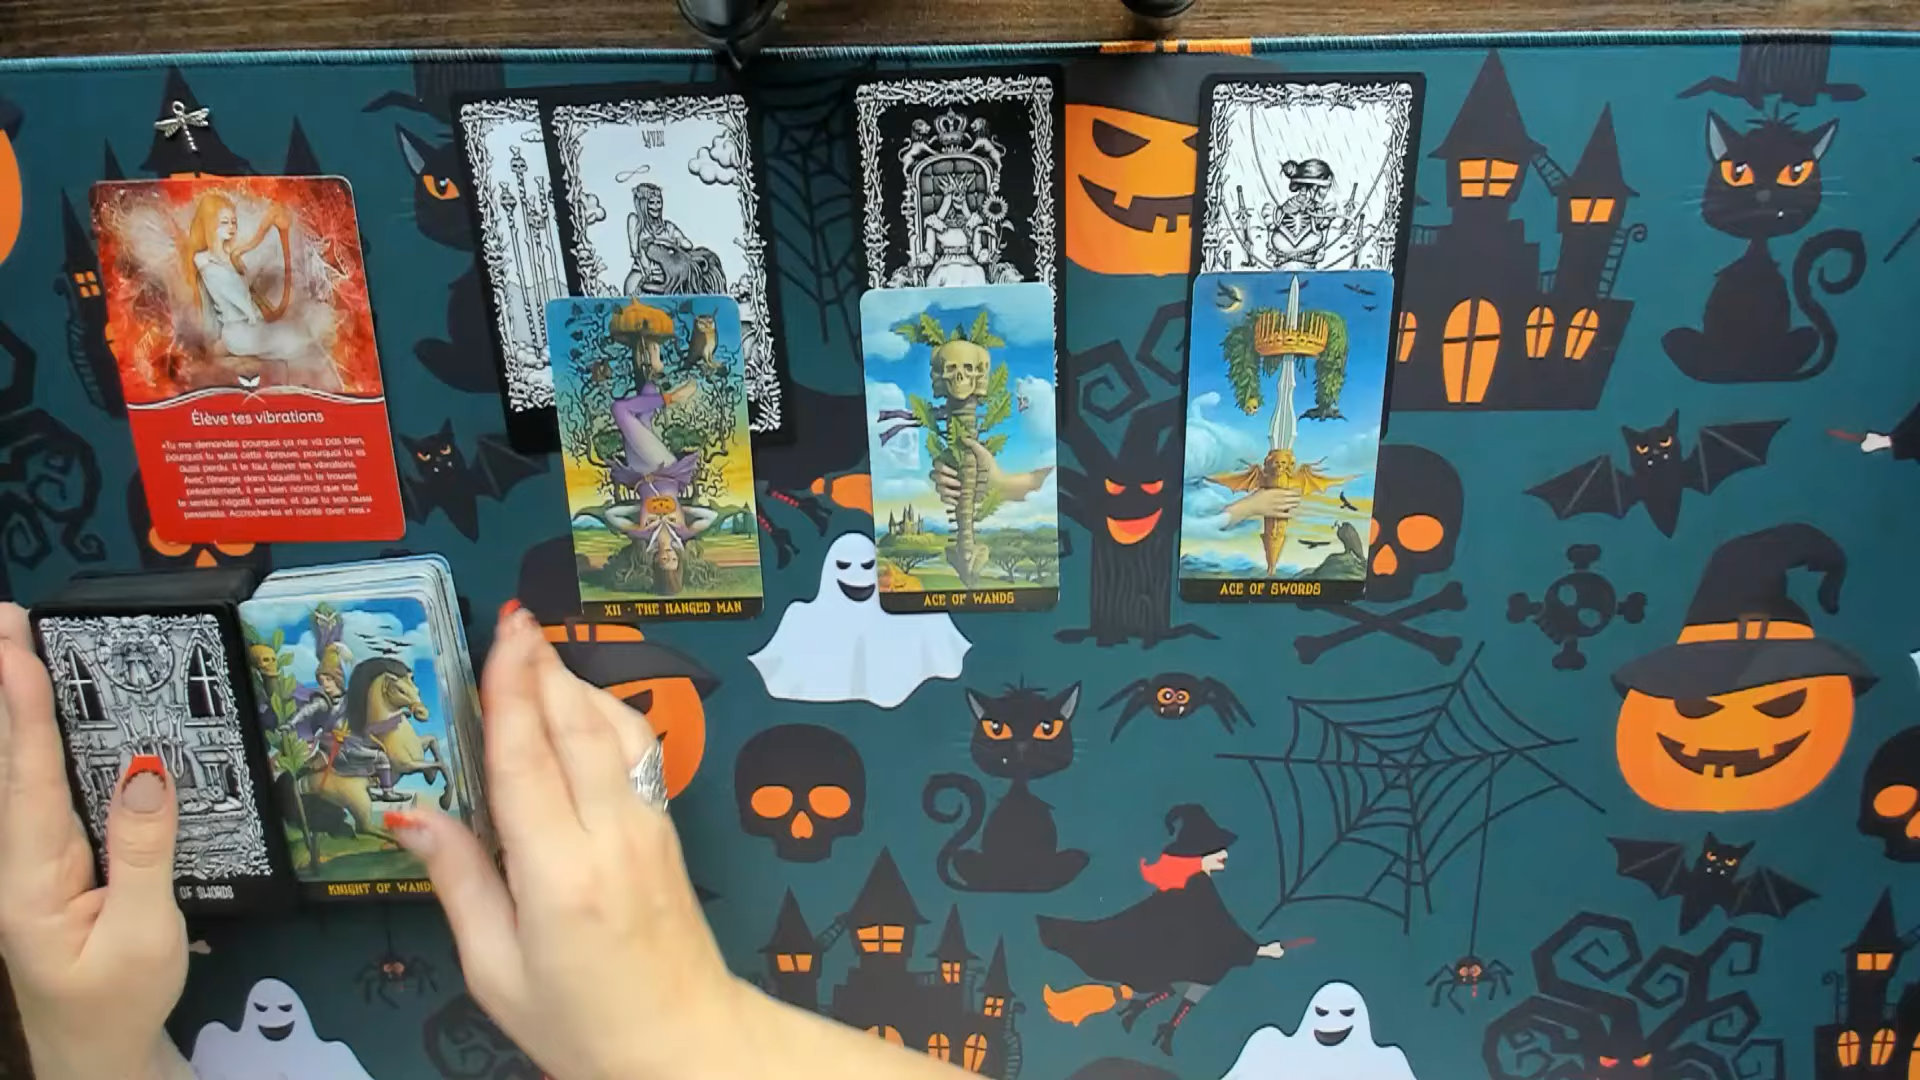 Élève tes vibrations
«Tu me demandes pourquoi ça ne va pas bien,
pourquoi tu subis cette épreuve, pourquoi tu es
aussi perdu. Il te faut élever tes vibrations.
Avec l'énergie dans laquelle tu te trouves
présentement, il est bien normal que tout
te semble négatif, sombre, et que tu sois aussi
pessimiste. Accroche-toi et monte avec moi.»
XII · THE HANGED MAN
ACE OF WANDS
ACE OF SWORDS
OF SWORDS
KNIGHT OF WAND